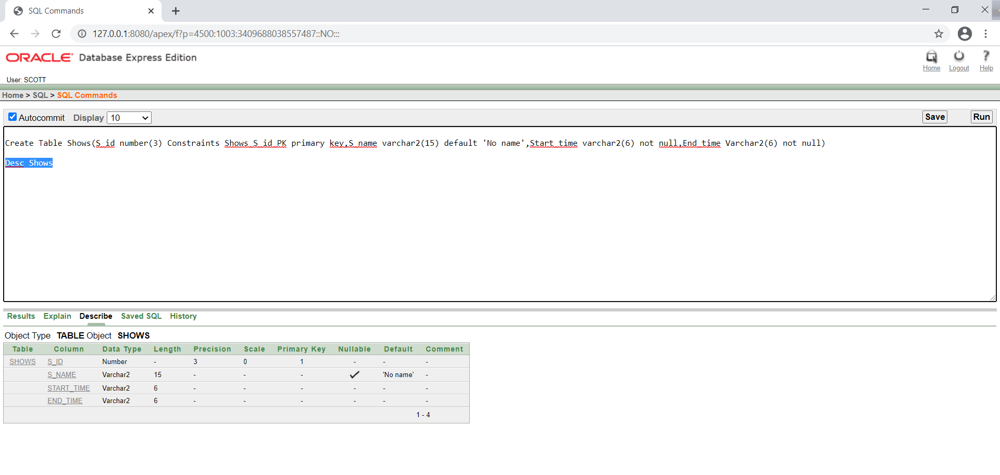 SQL Commands
127.0.0.1:8080/apex/f?p=4500:1003:3409688038557487::NO:::
ORACLE Database Express Edition
Home Logout Help
User: SCOTT
Home > SQL > SQL Commands
Autocommit Display 10 Save Run
Create Table Shows(S_id number(3) Constraints Shows_S_id_PK primary key,S_name varchar2(15) default 'No name',Start_time varchar2(6) not null,End_time Varchar2(6) not null)
Desc Shows
Results Explain Describe Saved SQL History
Object Type TABLE Object SHOWS
Table Column Data Type Length Precision Scale Primary Key Nullable Default Comment
SHOWS S_ID Number - 3 0 1 - - -
S_NAME Varchar2 15 - - - 'No name' -
START_TIME Varchar2 6 - - - - - -
END_TIME Varchar2 6 - - - - - -
1 - 4